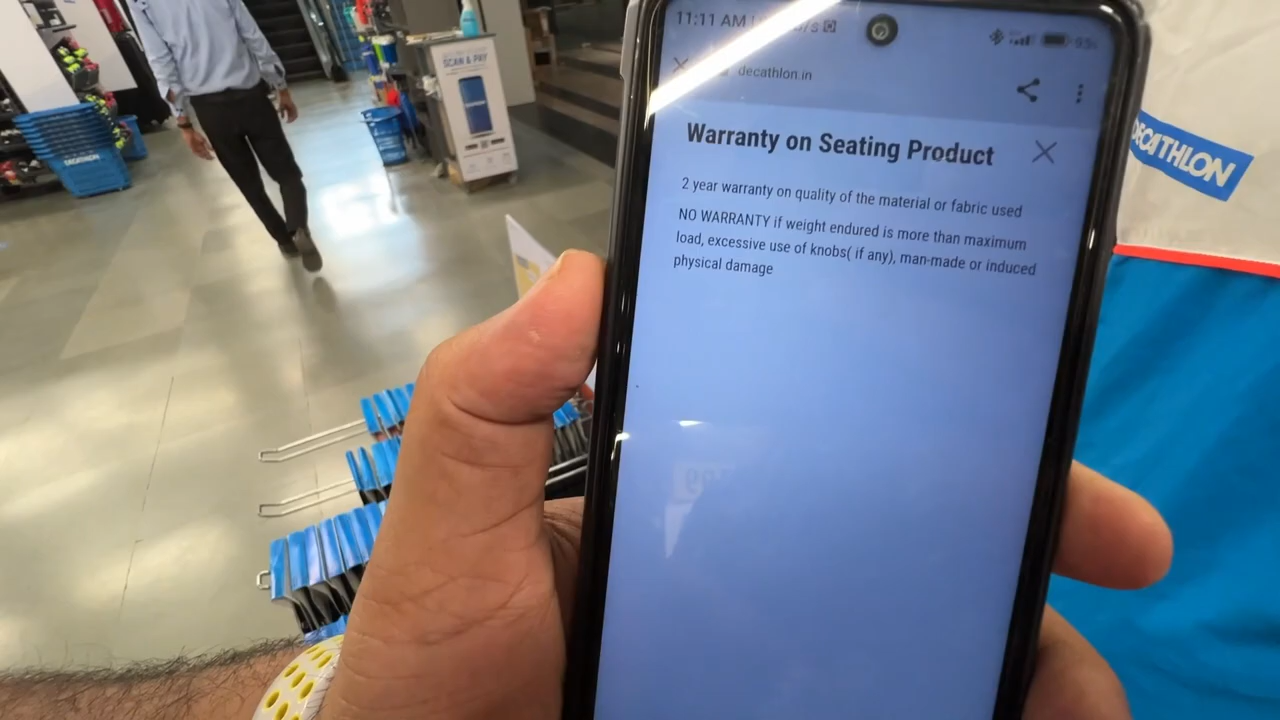 11:11 AM
decathlon.in
Warranty on Seating Product
2 year warranty on quality of the material or fabric used
NO WARRANTY if weight endured is more than maximum
load, excessive use of knobs( if any), man-made or induced
physical damage
SCAN & PAY
DECATHLON
DECATHLON